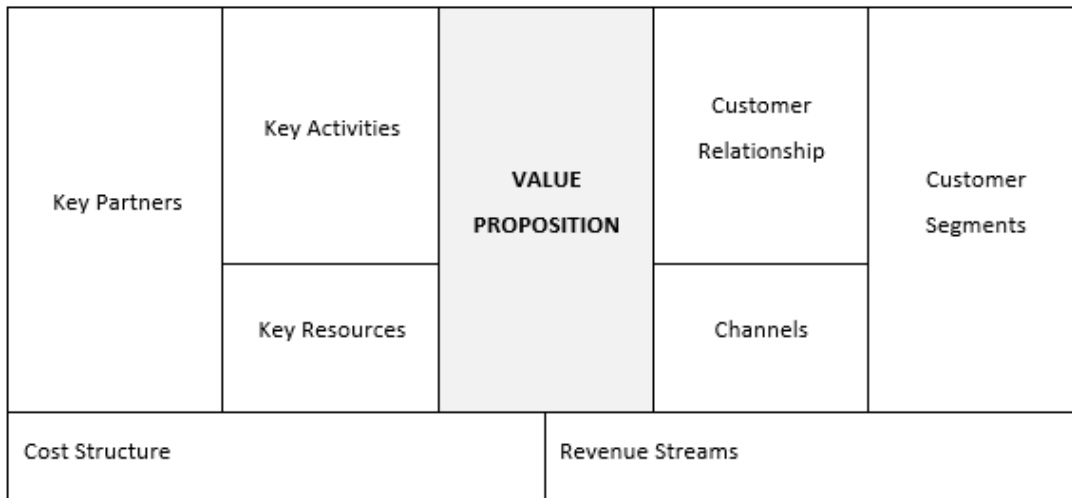 Key Partners
Key Activities
Key Resources
VALUE
PROPOSITION
Customer
Relationship
Channels
Customer
Segments
Cost Structure
Revenue Streams